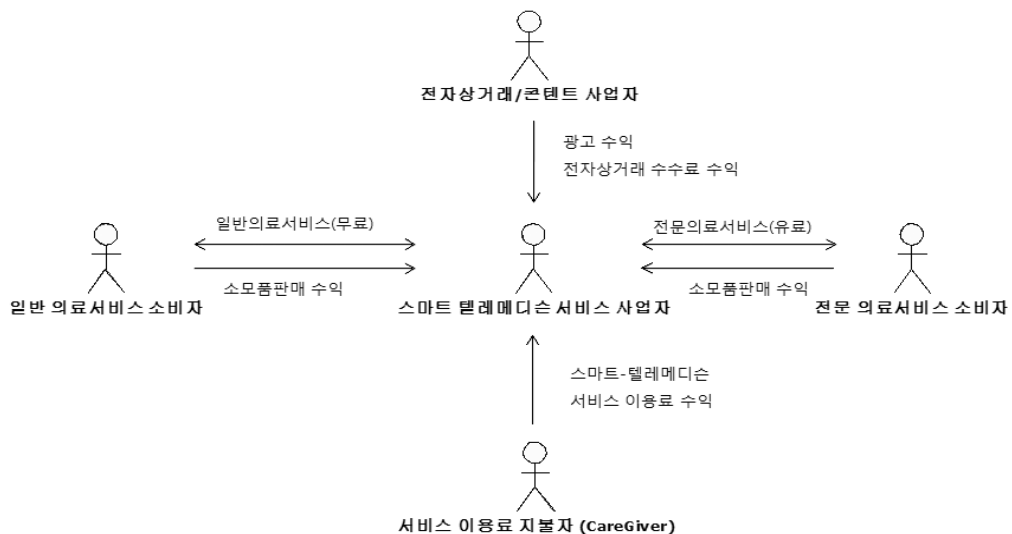 전자상거래/콘텐트 사업자
광고 수익
전자상거래 수수료 수익
일반의료서비스(무료)
전문의료서비스(유료)
소모품판매 수익
소모품판매 수익
일반 의료서비스 소비자
스마트 텔레메디슨 서비스 사업자
전문 의료서비스 소비자
스마트-텔레메디슨
서비스 이용료 수익
서비스 이용료 지불자 (CareGiver)